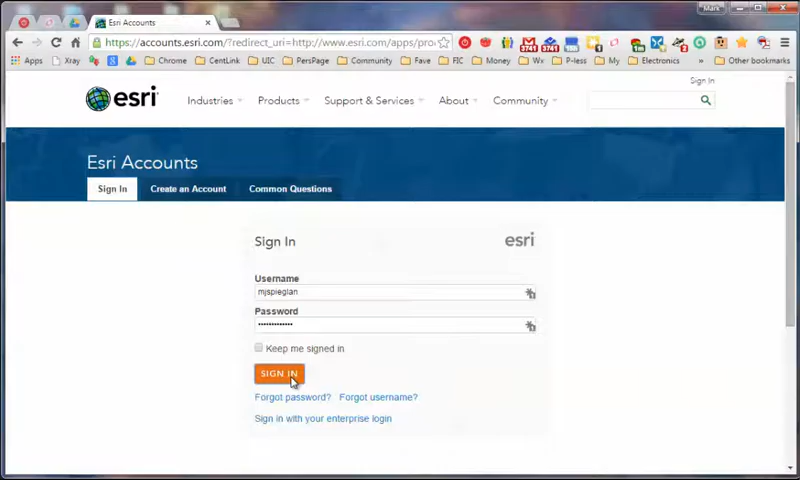 Mark
Esri Accounts
https://accounts.esri.com/?redirect_uri=http://www.esri.com/apps/pro
3741 3741
Apps Xray Chrome CentLink UIC PersPage Community Fave FIC Money Wx P-less My Electronics » Other bookmarks
Sign In
esri Industries Products Support & Services About Community
Esri Accounts
Sign In Create an Account Common Questions
Sign In esri
Username
mjspieglan
Password
•••••••••••••
Keep me signed in
SIGN IN
Forgot password? Forgot username?
Sign in with your enterprise login